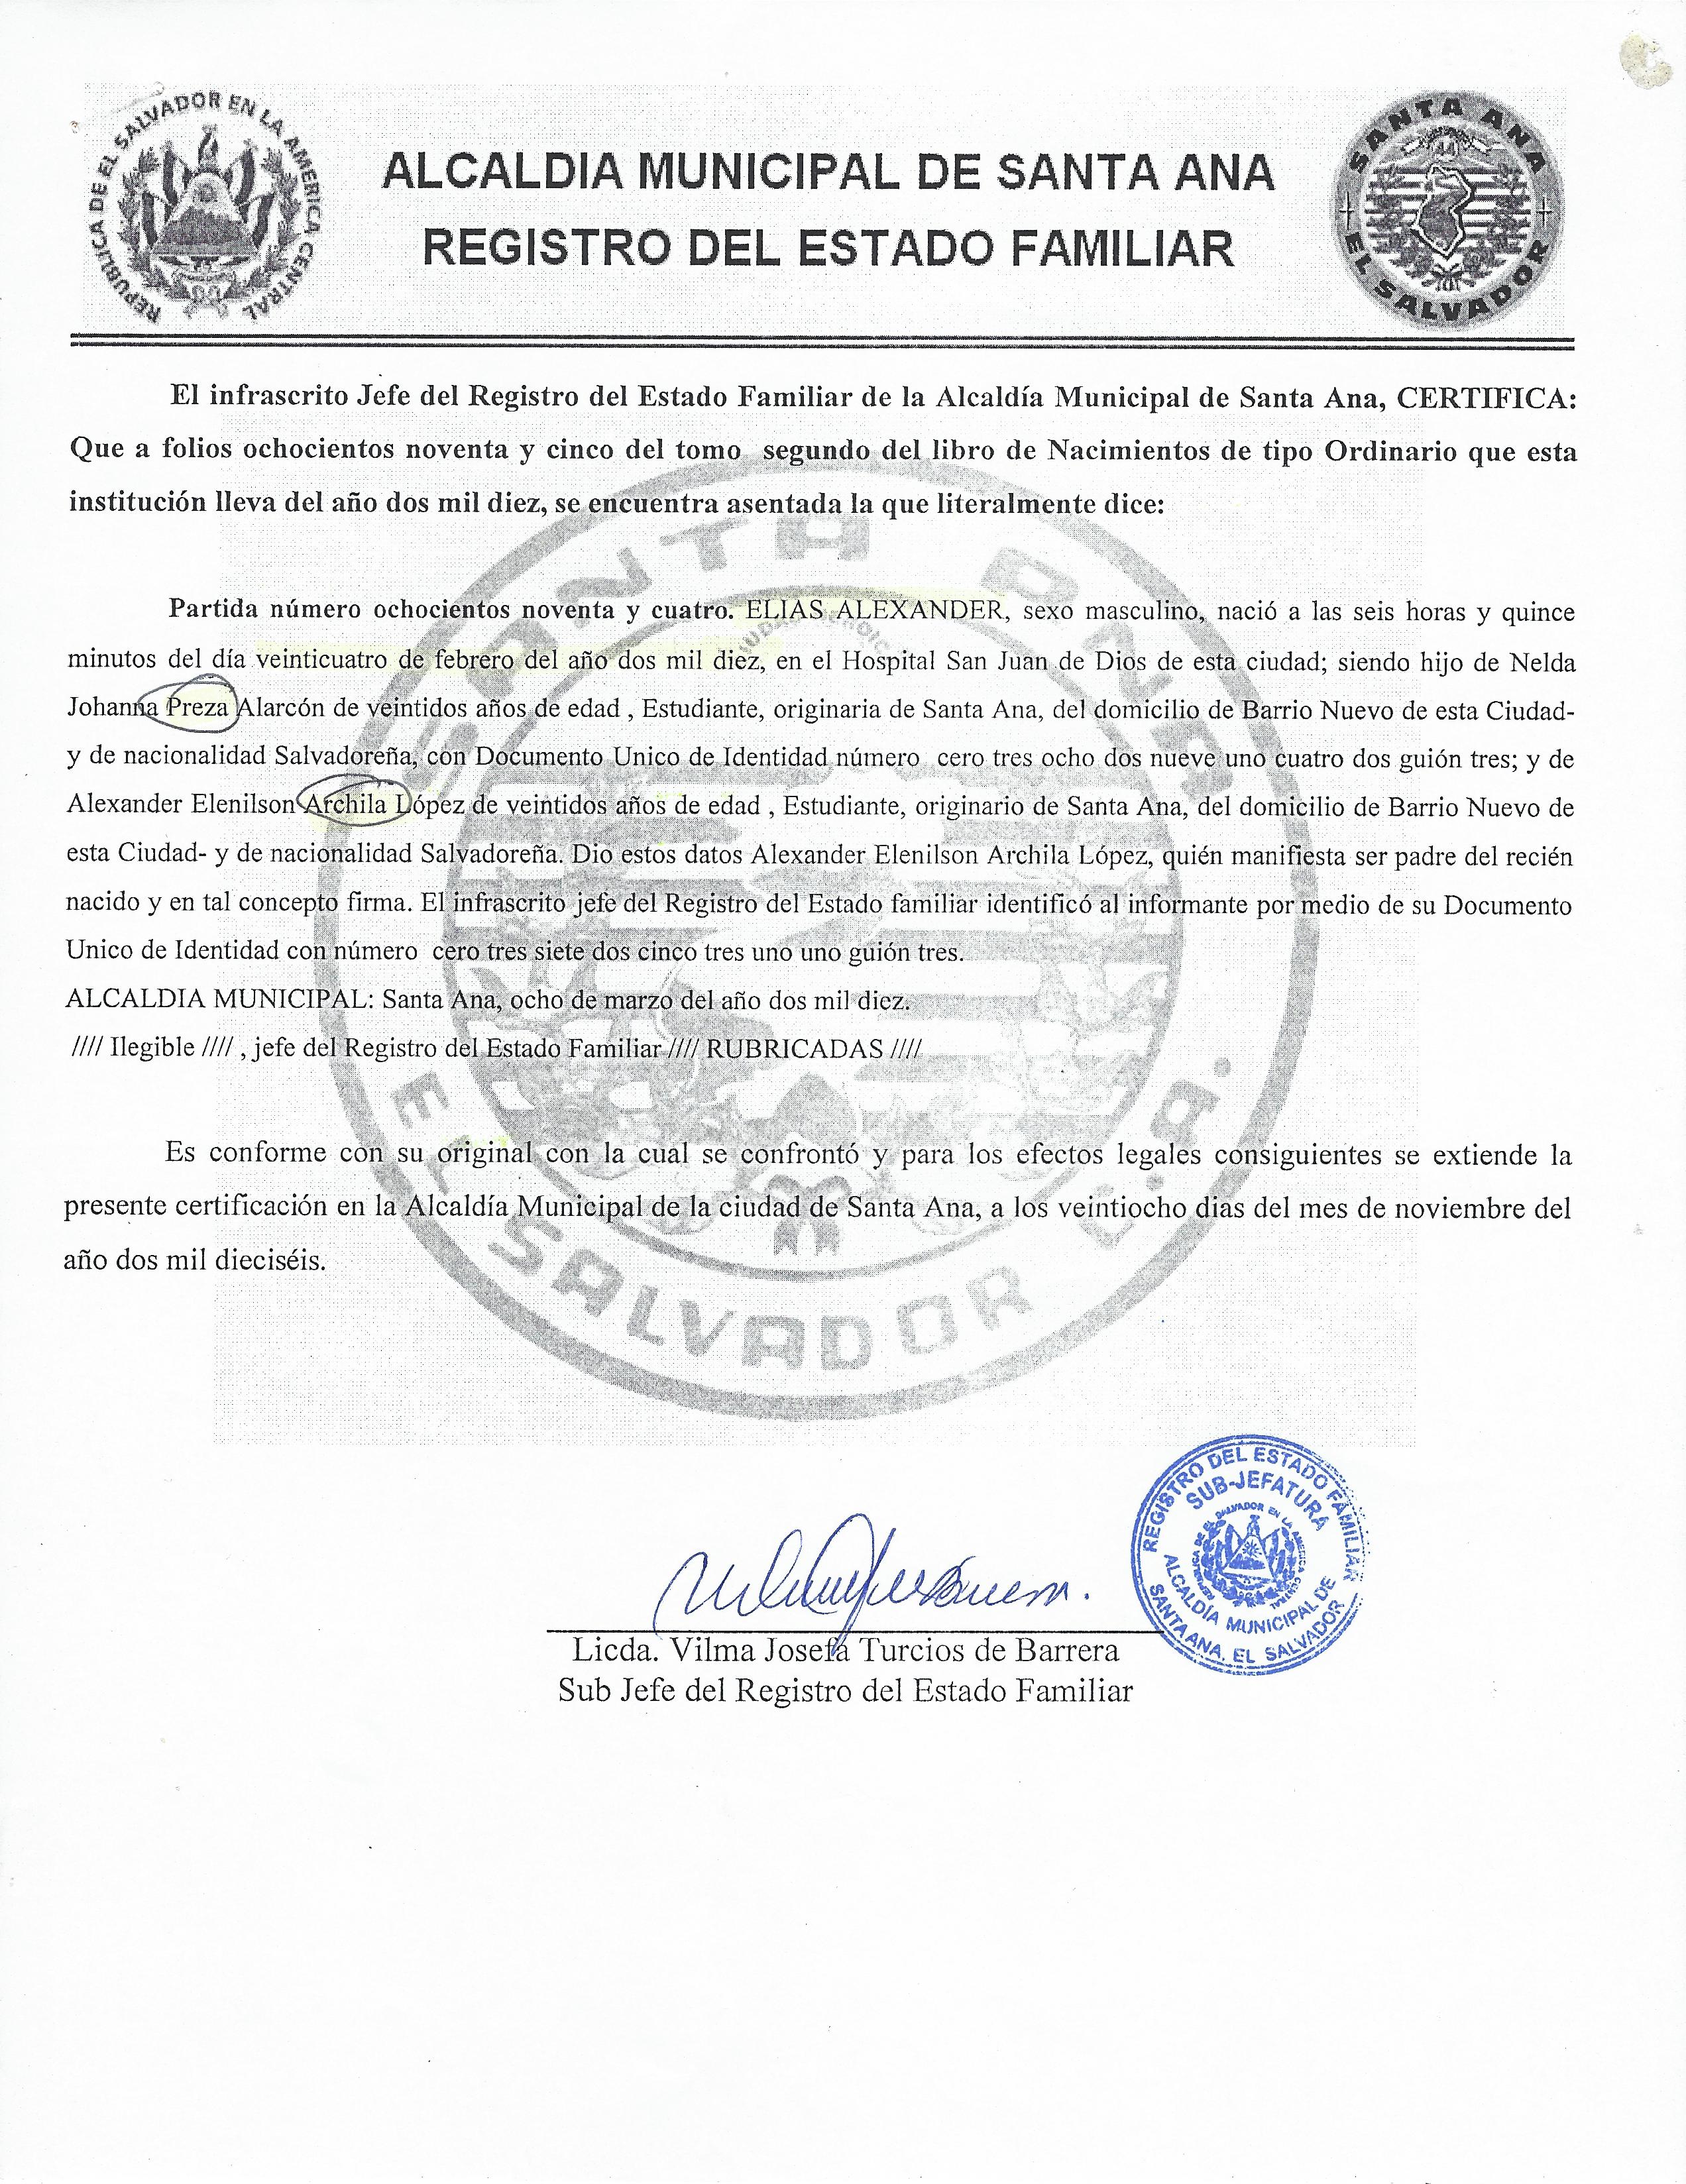 REPUBLICA DE EL SALVADOR EN LA AMERICA CENTRAL
ALCALDIA MUNICIPAL DE SANTA ANA
REGISTRO DEL ESTADO FAMILIAR
SANTA ANA
EL SALVADOR
El infrascrito Jefe del Registro del Estado Familiar de la Alcaldía Municipal de Santa Ana, CERTIFICA:
Que a folios ochocientos noventa y cinco del tomo segundo del libro de Nacimientos de tipo Ordinario que esta
institución lleva del año dos mil diez, se encuentra asentada la que literalmente dice:
Partida número ochocientos noventa y cuatro. ELIAS ALEXANDER, sexo masculino, nació a las seis horas y quince
minutos del día veinticuatro de febrero del año dos mil diez, en el Hospital San Juan de Dios de esta ciudad; siendo hijo de Nelda
Johanna Preza Alarcón de veintidos años de edad , Estudiante, originaria de Santa Ana, del domicilio de Barrio Nuevo de esta Ciudad-
y de nacionalidad Salvadoreña, con Documento Unico de Identidad número cero tres ocho dos nueve uno cuatro dos guión tres; y de
Alexander Elenilson Archila López de veintidos años de edad , Estudiante, originario de Santa Ana, del domicilio de Barrio Nuevo de
esta Ciudad- y de nacionalidad Salvadoreña. Dio estos datos Alexander Elenilson Archila López, quién manifiesta ser padre del recién
nacido y en tal concepto firma. El infrascrito jefe del Registro del Estado familiar identificó al informante por medio de su Documento
Unico de Identidad con número cero tres siete dos cinco tres uno uno guión tres.
ALCALDIA MUNICIPAL: Santa Ana, ocho de marzo del año dos mil diez.
//// Ilegible //// , jefe del Registro del Estado Familiar //// RUBRICADAS ////
Es conforme con su original con la cual se confrontó y para los efectos legales consiguientes se extiende la
presente certificación en la Alcaldía Municipal de la ciudad de Santa Ana, a los veintiocho dias del mes de noviembre del
año dos mil dieciséis.
SANTA ANA
EL SALVADOR C.A.
REGISTRO DEL ESTADO FAMILIAR
SUB-JEFATURA
ALCALDÍA MUNICIPAL DE
SANTA ANA, EL SALVADOR
Licda. Vilma Josefa Turcios de Barrera
Sub Jefe del Registro del Estado Familiar